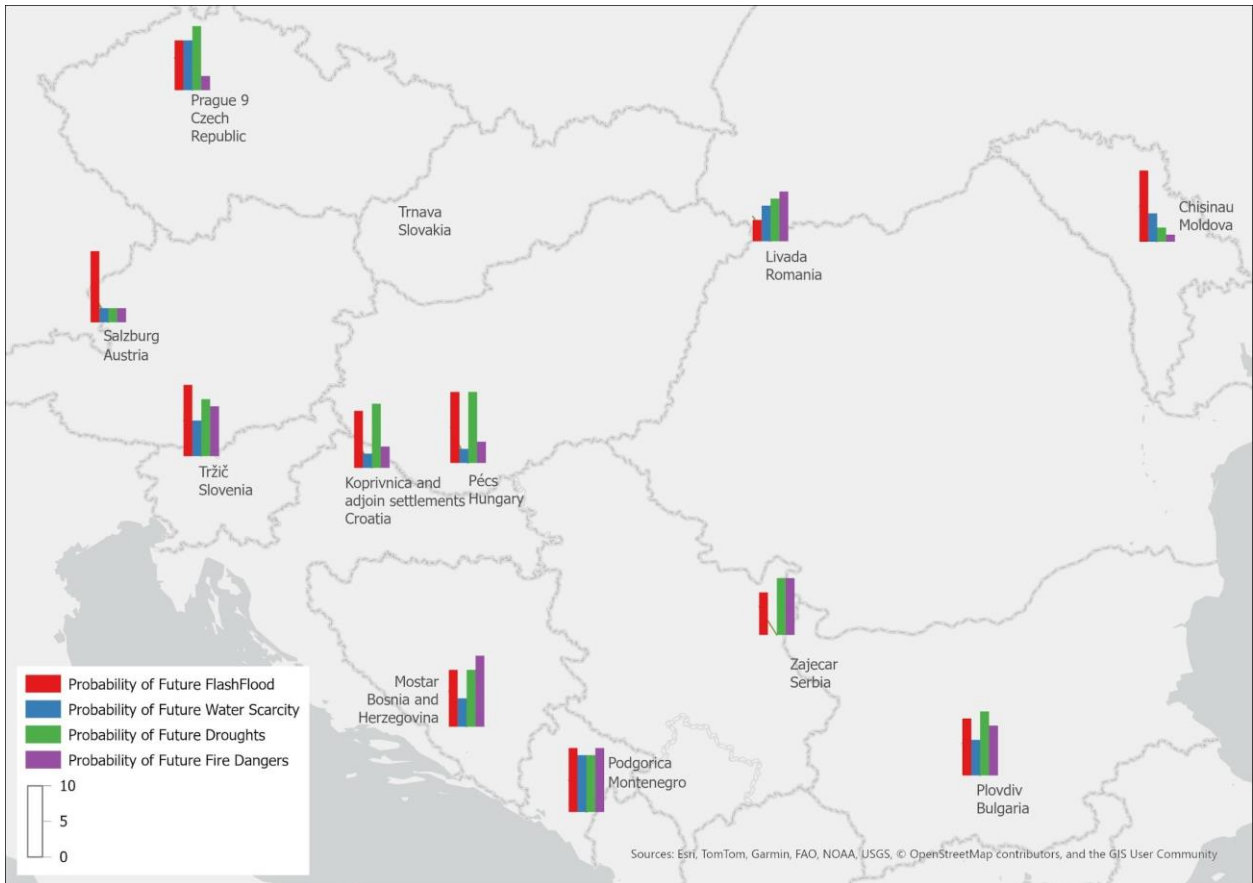 Prague 9
Czech
Republic
Trnava
Slovakia
Chisinau
Moldova
Livada
Romania
Salzburg
Austria
Tržič
Slovenia
Koprivnica and
adjoin settlements
Croatia
Pécs
Hungary
Zajecar
Serbia
Mostar
Bosnia and
Herzegovina
Podgorica
Montenegro
Plovdiv
Bulgaria
Probability of Future FlashFlood
Probability of Future Water Scarcity
Probability of Future Droughts
Probability of Future Fire Dangers
10
5
0
Sources: Esri, TomTom, Garmin, FAO, NOAA, USGS, © OpenStreetMap contributors, and the GIS User Community